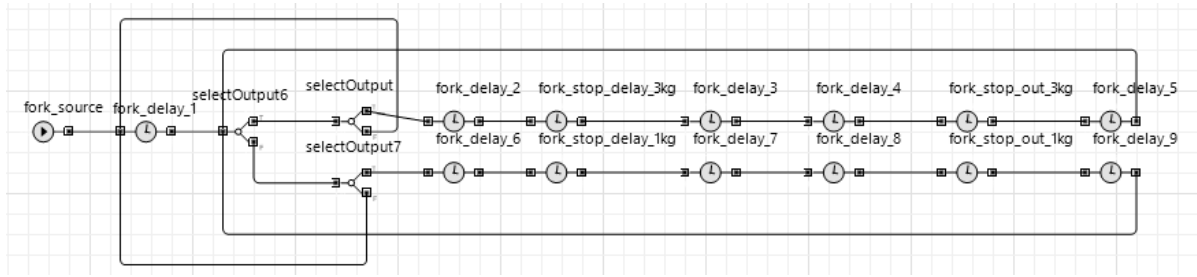 selectOutput
fork_delay_2
fork_stop_delay_3kg
fork_delay_3
fork_delay_4
fork_stop_out_3kg
fork_delay_5
selectOutput6
fork_source
fork_delay_1
selectOutput7
fork_delay_6
fork_stop_delay_1kg
fork_delay_7
fork_delay_8
fork_stop_out_1kg
fork_delay_9